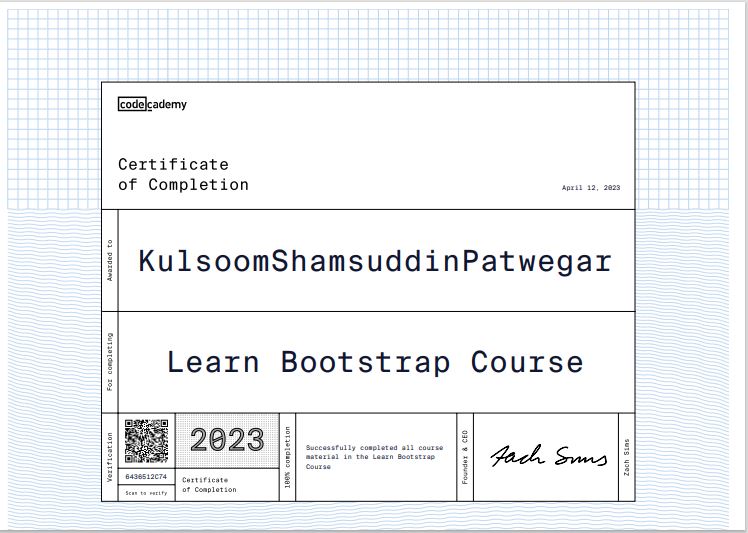 codecademy
Certificate
of Completion
April 12, 2023
Awarded to
KulsoomShamsuddinPatwegar
For completing
Learn Bootstrap Course
Verification
6436512C74
Scan to verify
2023
Certificate
of Completion
100% completion
Successfully completed all course
material in the Learn Bootstrap
Course
Founder & CEO
Zach Sims
Zach Sims